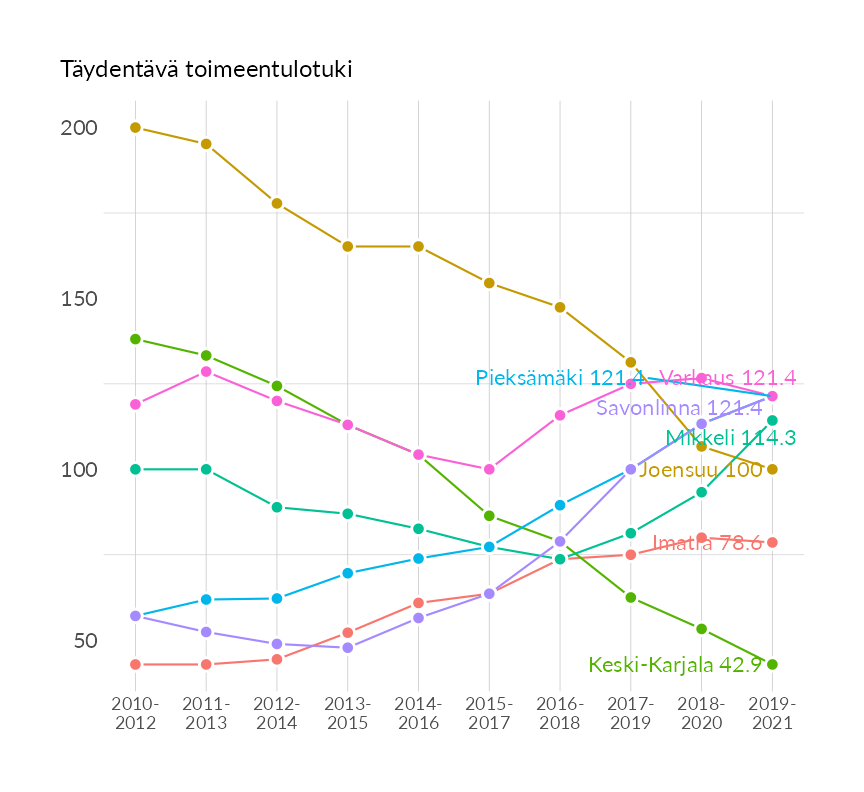 Täydentävä toimeentulotuki
200
150
100
50
Pieksämäki 121.4
Varkaus 121.4
Savonlinna 121.4
Mikkeli 114.3
Joensuu 100
Imatra 78.6
Keski-Karjala 42.9
2010- 2011- 2012- 2013- 2014- 2015- 2016- 2017- 2018- 2019-
2012 2013 2014 2015 2016 2017 2018 2019 2020 2021